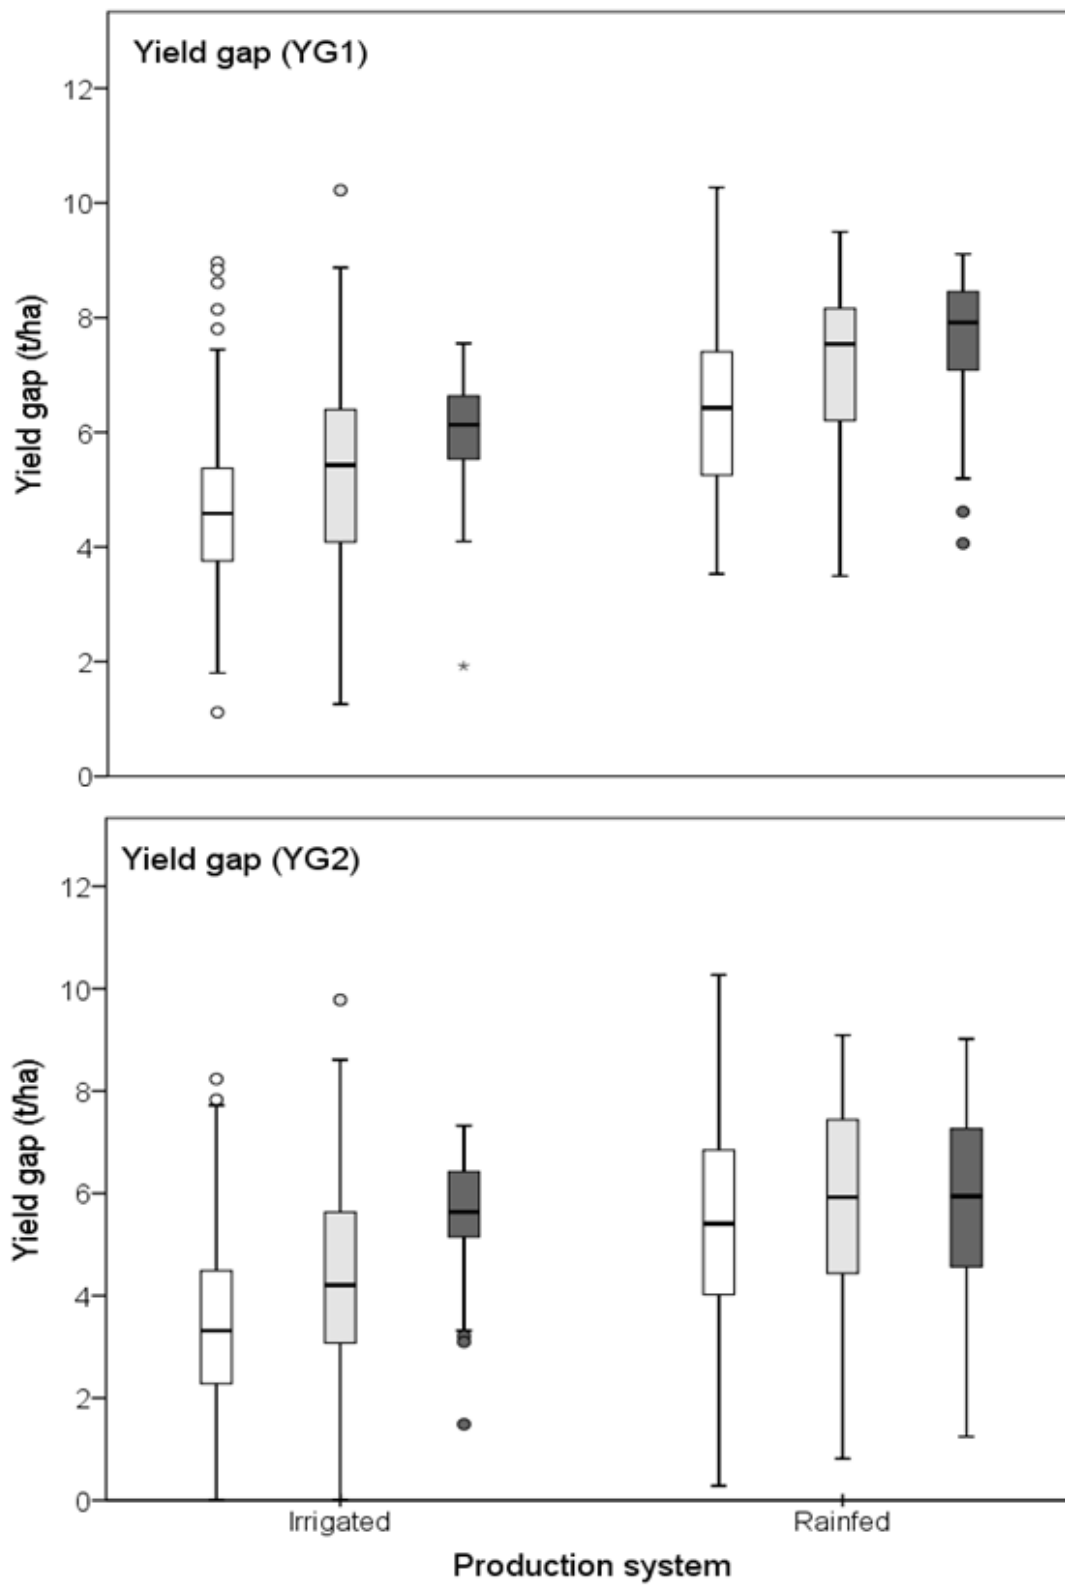 Yield gap (YG1)
Yield gap (t/ha)
12
10
8
6
4
2
0
Yield gap (YG2)
Yield gap (t/ha)
12
10
8
6
4
2
0
Irrigated Rainfed
Production system